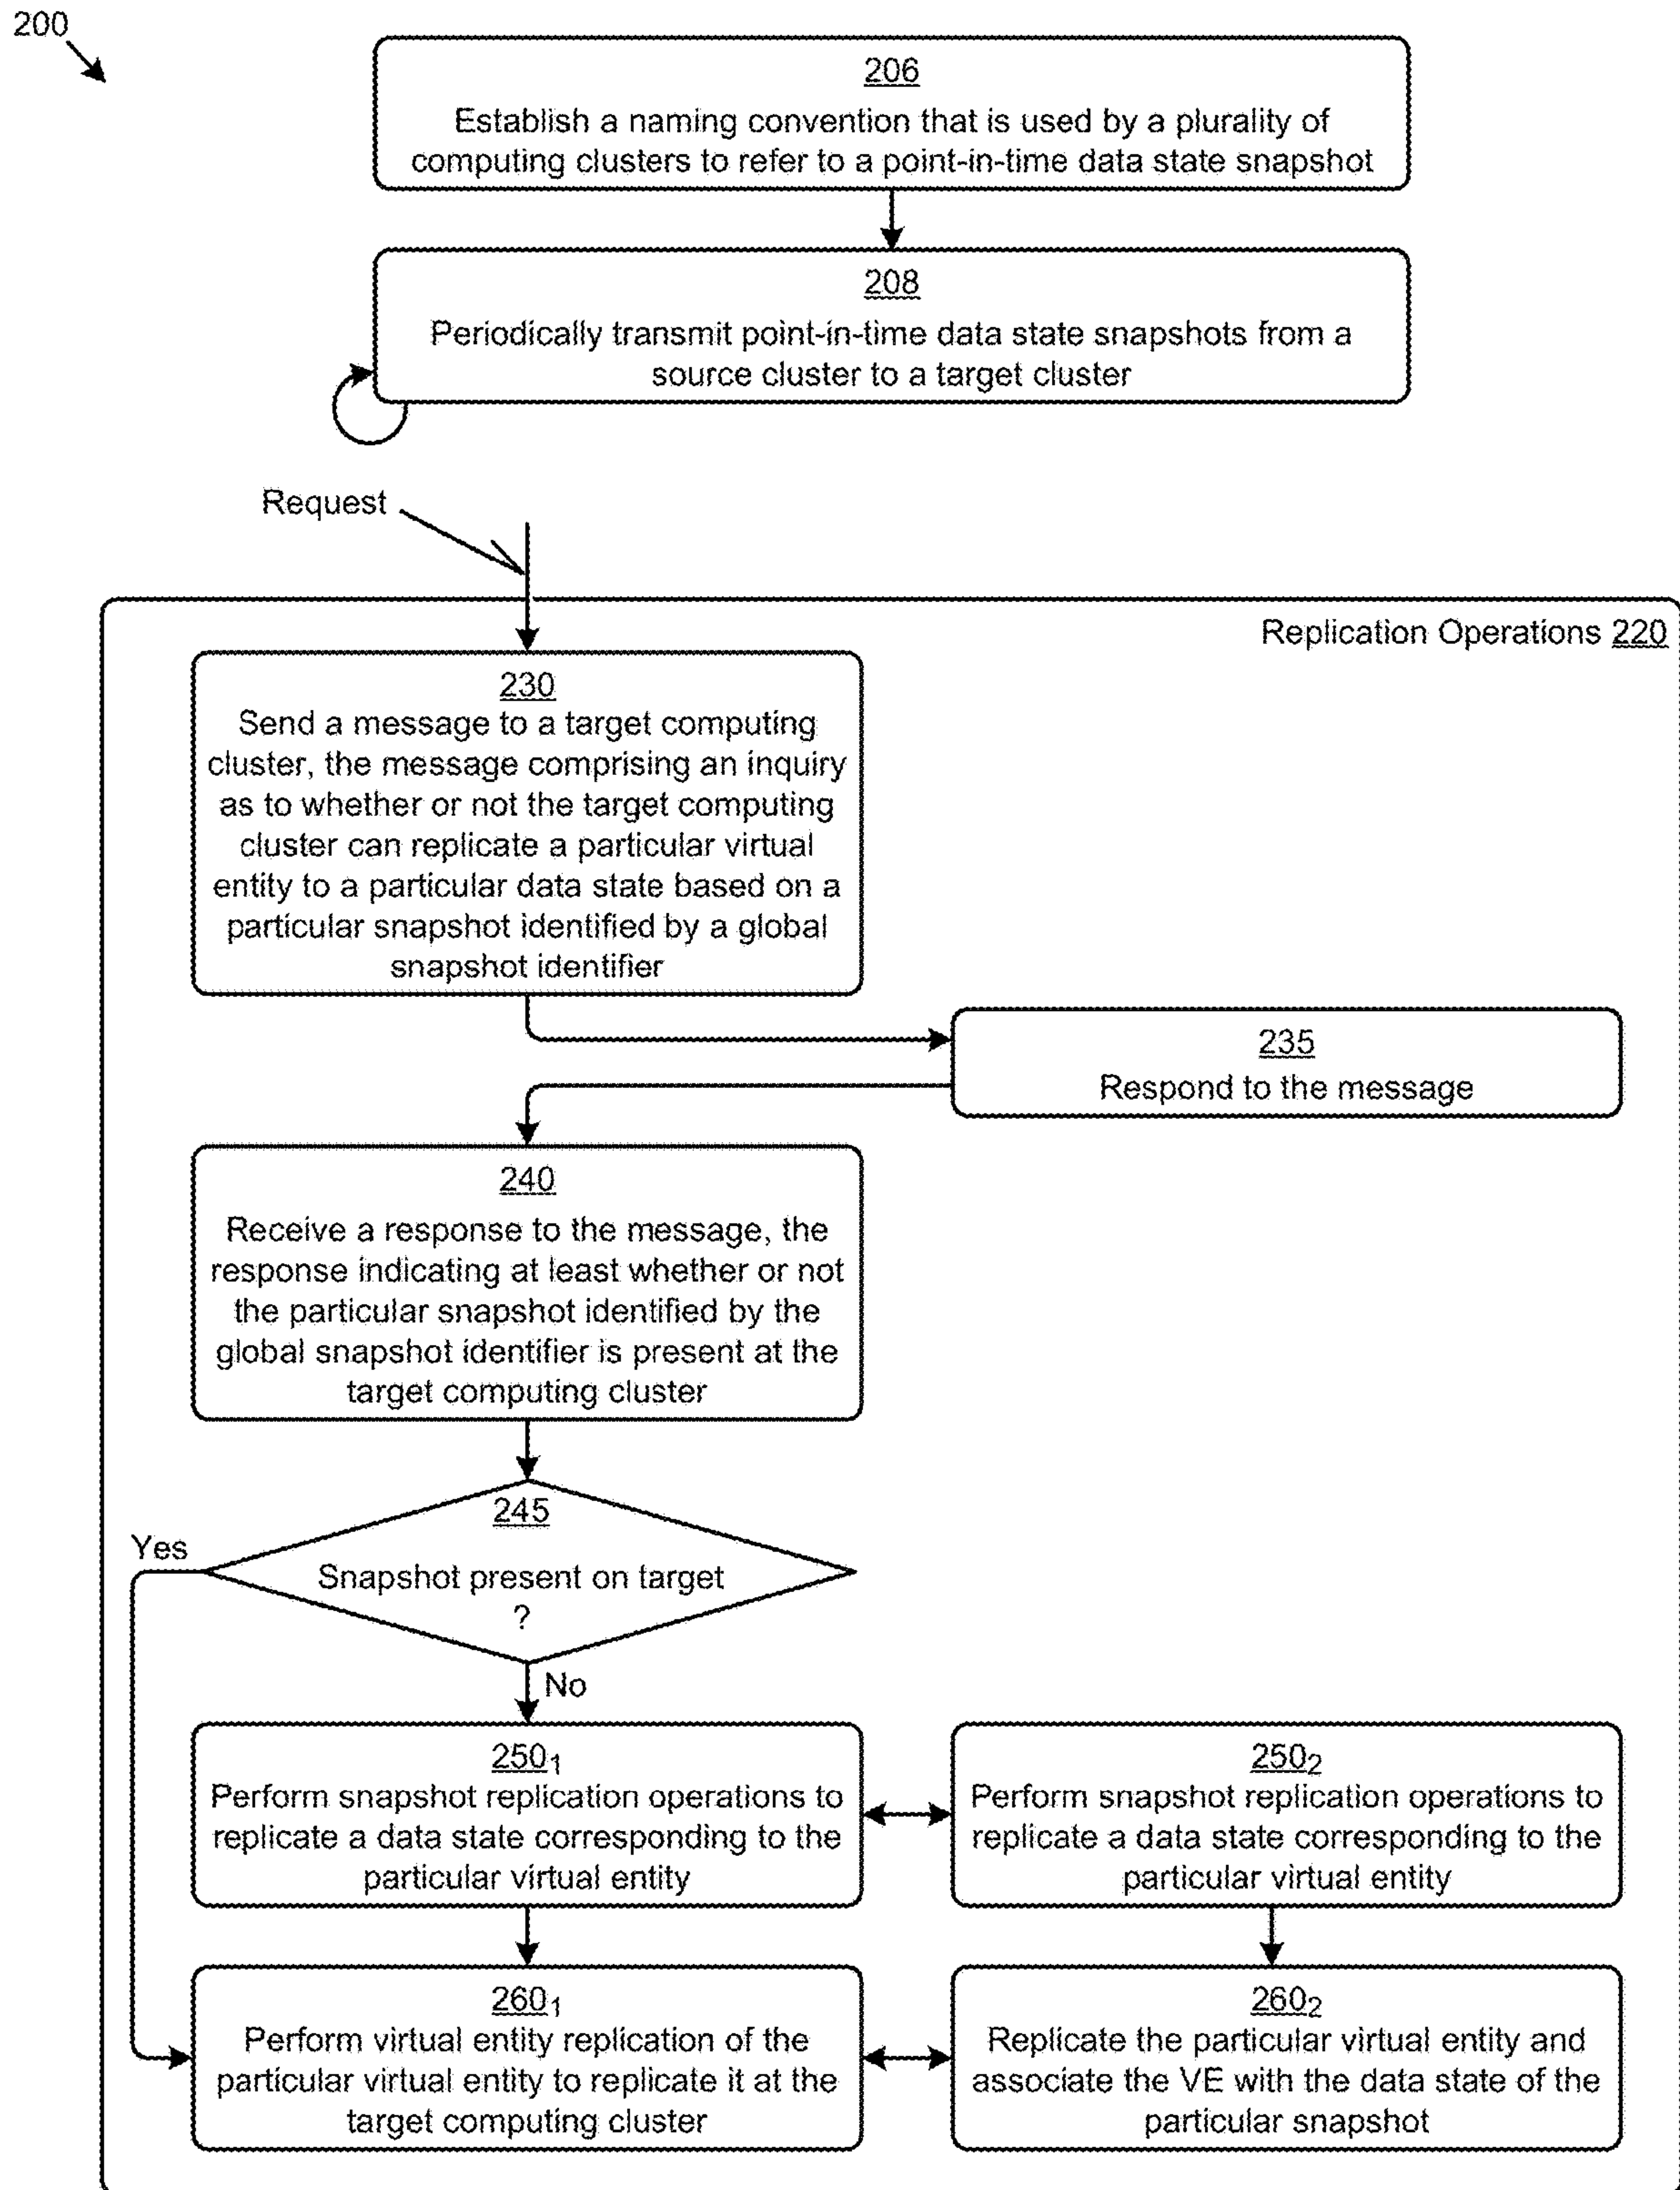 200
206
Establish a naming convention that is used by a plurality of
computing clusters to refer to a point-in-time data state snapshot
208
Periodically transmit point-in-time data state snapshots from a
source cluster to a target cluster
Request
Replication Operations 220
230
Send a message to a target computing
cluster, the message comprising an inquiry
as to whether or not the target computing
cluster can replicate a particular virtual
entity to a particular data state based on a
particular snapshot identified by a global
snapshot identifier
235
Respond to the message
240
Receive a response to the message, the
response indicating at least whether or not
the particular snapshot identified by the
global snapshot identifier is present at the
target computing cluster
245
Yes
Snapshot present on target
?
No
250₁
Perform snapshot replication operations to
replicate a data state corresponding to the
particular virtual entity
250₂
Perform snapshot replication operations to
replicate a data state corresponding to the
particular virtual entity
260₁
Perform virtual entity replication of the
particular virtual entity to replicate it at the
target computing cluster
260₂
Replicate the particular virtual entity and
associate the VE with the data state of the
particular snapshot